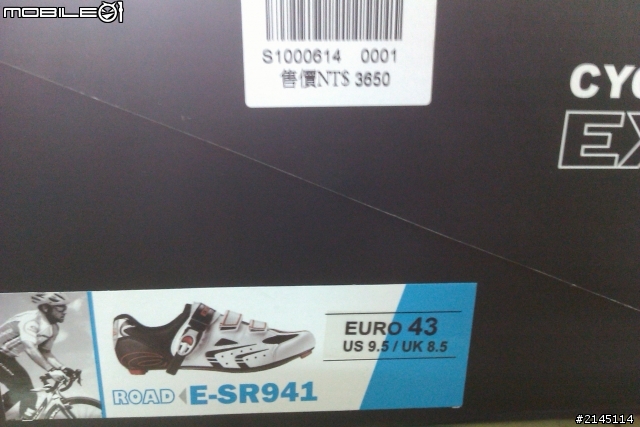 MOBILE01
S1000614 0001
售價NT$ 3650
CYC
EX
EURO 43
US 9.5 / UK 8.5
ROAD E-SR941
#2145114